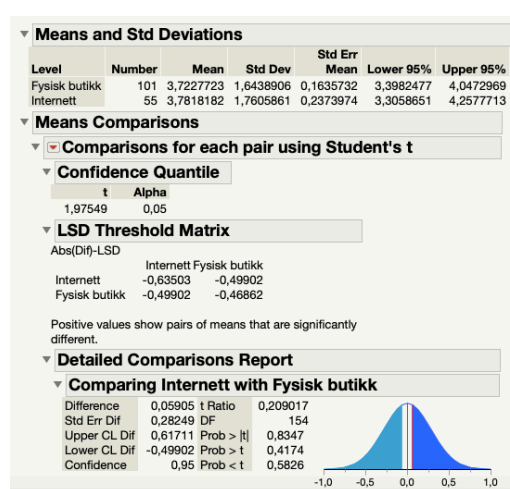 Means and Std Deviations
Std Err
Level Number Mean Std Dev Mean Lower 95% Upper 95%
Fysisk butikk 101 3,7227723 1,6438906 0,1635732 3,3982477 4,0472969
Internett 55 3,7818182 1,7605861 0,2373974 3,3058651 4,2577713
Means Comparisons
Comparisons for each pair using Student's t
Confidence Quantile
t Alpha
1,97549 0,05
LSD Threshold Matrix
Abs(Dif)-LSD
Internett Fysisk butikk
Internett -0,63503 -0,49902
Fysisk butikk -0,49902 -0,46862
Positive values show pairs of means that are significantly
different.
Detailed Comparisons Report
Comparing Internett with Fysisk butikk
Difference 0,05905 t Ratio 0,209017
Std Err Dif 0,28249 DF 154
Upper CL Dif 0,61711 Prob > |t| 0,8347
Lower CL Dif -0,49902 Prob > t 0,4174
Confidence 0,95 Prob < t 0,5826
-1,0 -0,5 0,0 0,5 1,0